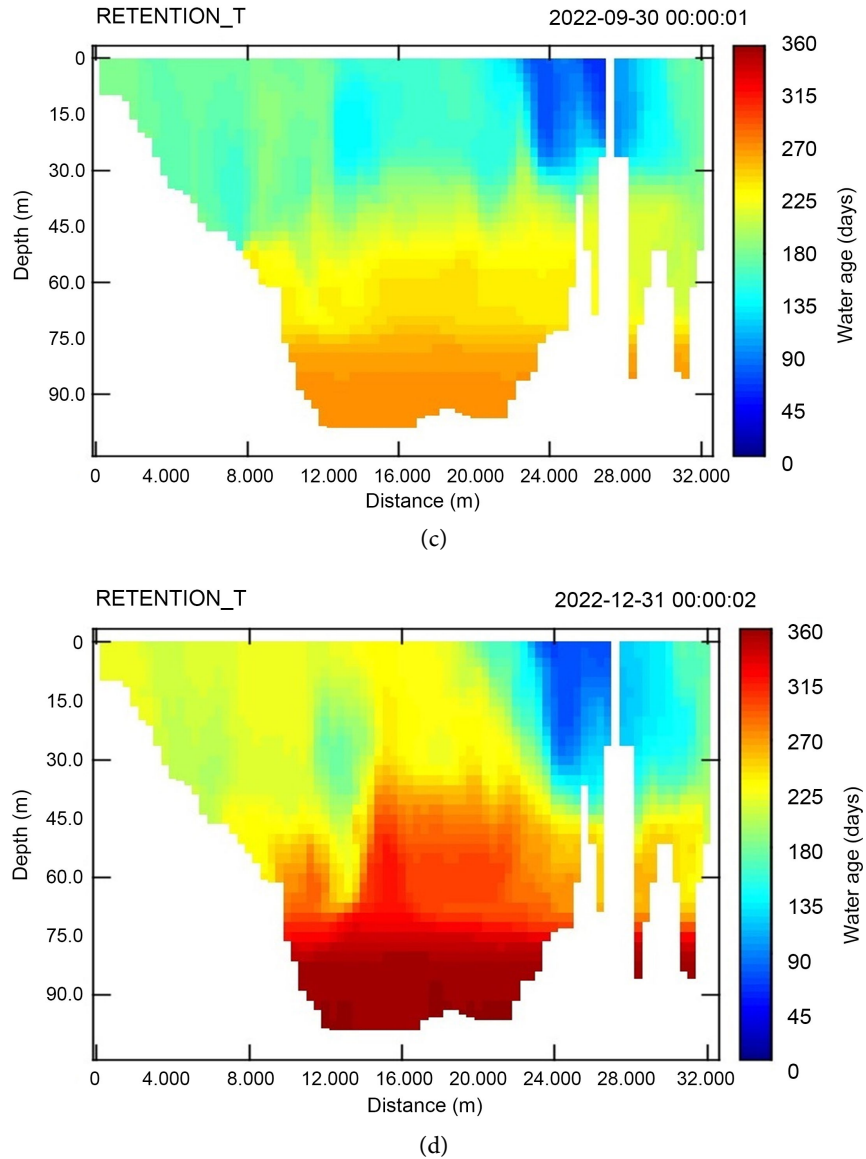 RETENTION_T 2022-09-30 00:00:01
0
15.0
30.0
45.0
60.0
75.0
90.0
Depth (m)
0 4.000 8.000 12.000 16.000 20.000 24.000 28.000 32.000
Distance (m)
360
315
270
225
180
135
90
45
0
Water age (days)
(c)
RETENTION_T 2022-12-31 00:00:02
0
15.0
30.0
45.0
60.0
75.0
90.0
Depth (m)
0 4.000 8.000 12.000 16.000 20.000 24.000 28.000 32.000
Distance (m)
360
315
270
225
180
135
90
45
0
Water age (days)
(d)